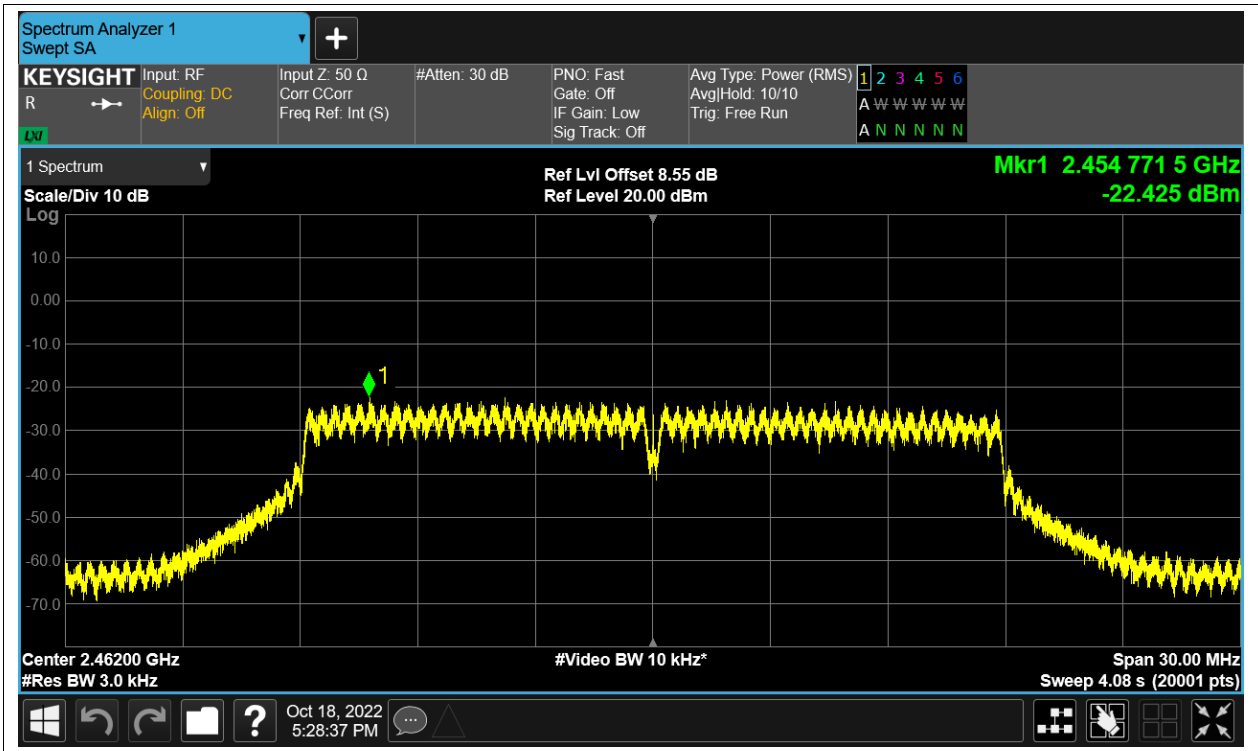 Spectrum Analyzer 1
Swept SA
+
KEYSIGHT
R
LXI
Input: RF
Coupling: DC
Align: Off
Input Z: 50 Ω
Corr CCorr
Freq Ref: Int (S)
#Atten: 30 dB
PNO: Fast
Gate: Off
IF Gain: Low
Sig Track: Off
Avg Type: Power (RMS)
Avg|Hold: 10/10
Trig: Free Run
1 2 3 4 5 6
A W W W W W
A N N N N N
1 Spectrum
Scale/Div 10 dB
Log
Ref Lvl Offset 8.55 dB
Ref Level 20.00 dBm
Mkr1 2.454 771 5 GHz
-22.425 dBm
10.0
0.00
-10.0
-20.0
1
-30.0
-40.0
-50.0
-60.0
-70.0
Center 2.46200 GHz
#Video BW 10 kHz*
Span 30.00 MHz
#Res BW 3.0 kHz
Sweep 4.08 s (20001 pts)
?
Oct 18, 2022
5:28:37 PM